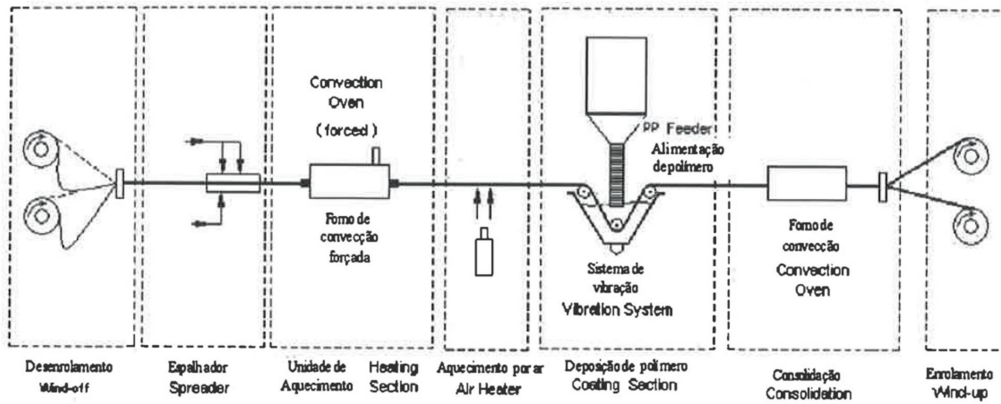 Convection
Oven
(forced)
Forno de
convecção
forçada
PP Feeder
Alimentação
depolímero
Sistema de
vibração
Vibration System
Forno de
convecção
Convection
Oven
Desenrolamento
Wind-off
Espalhador
Spreader
Unidade de
Aquecimento
Heating
Section
Aquecimento por ar
Air Heater
Deposição de polímero
Coating Section
Consolidação
Consolidation
Enrolamento
Wind-up